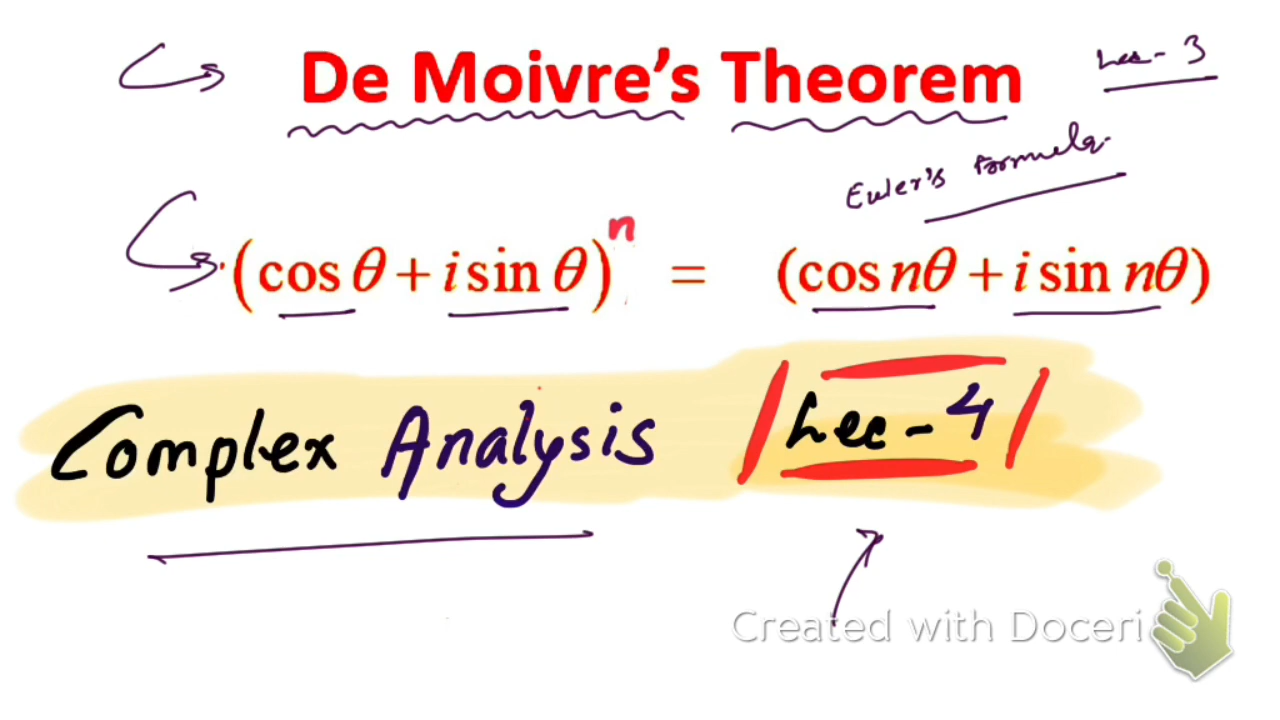 De Moivre's Theorem
Lec - 3
Euler's formula.
(cos θ + i sin θ)ⁿ = (cos nθ + i sin nθ)
Complex Analysis |Lec - 4|
Created with Doceri